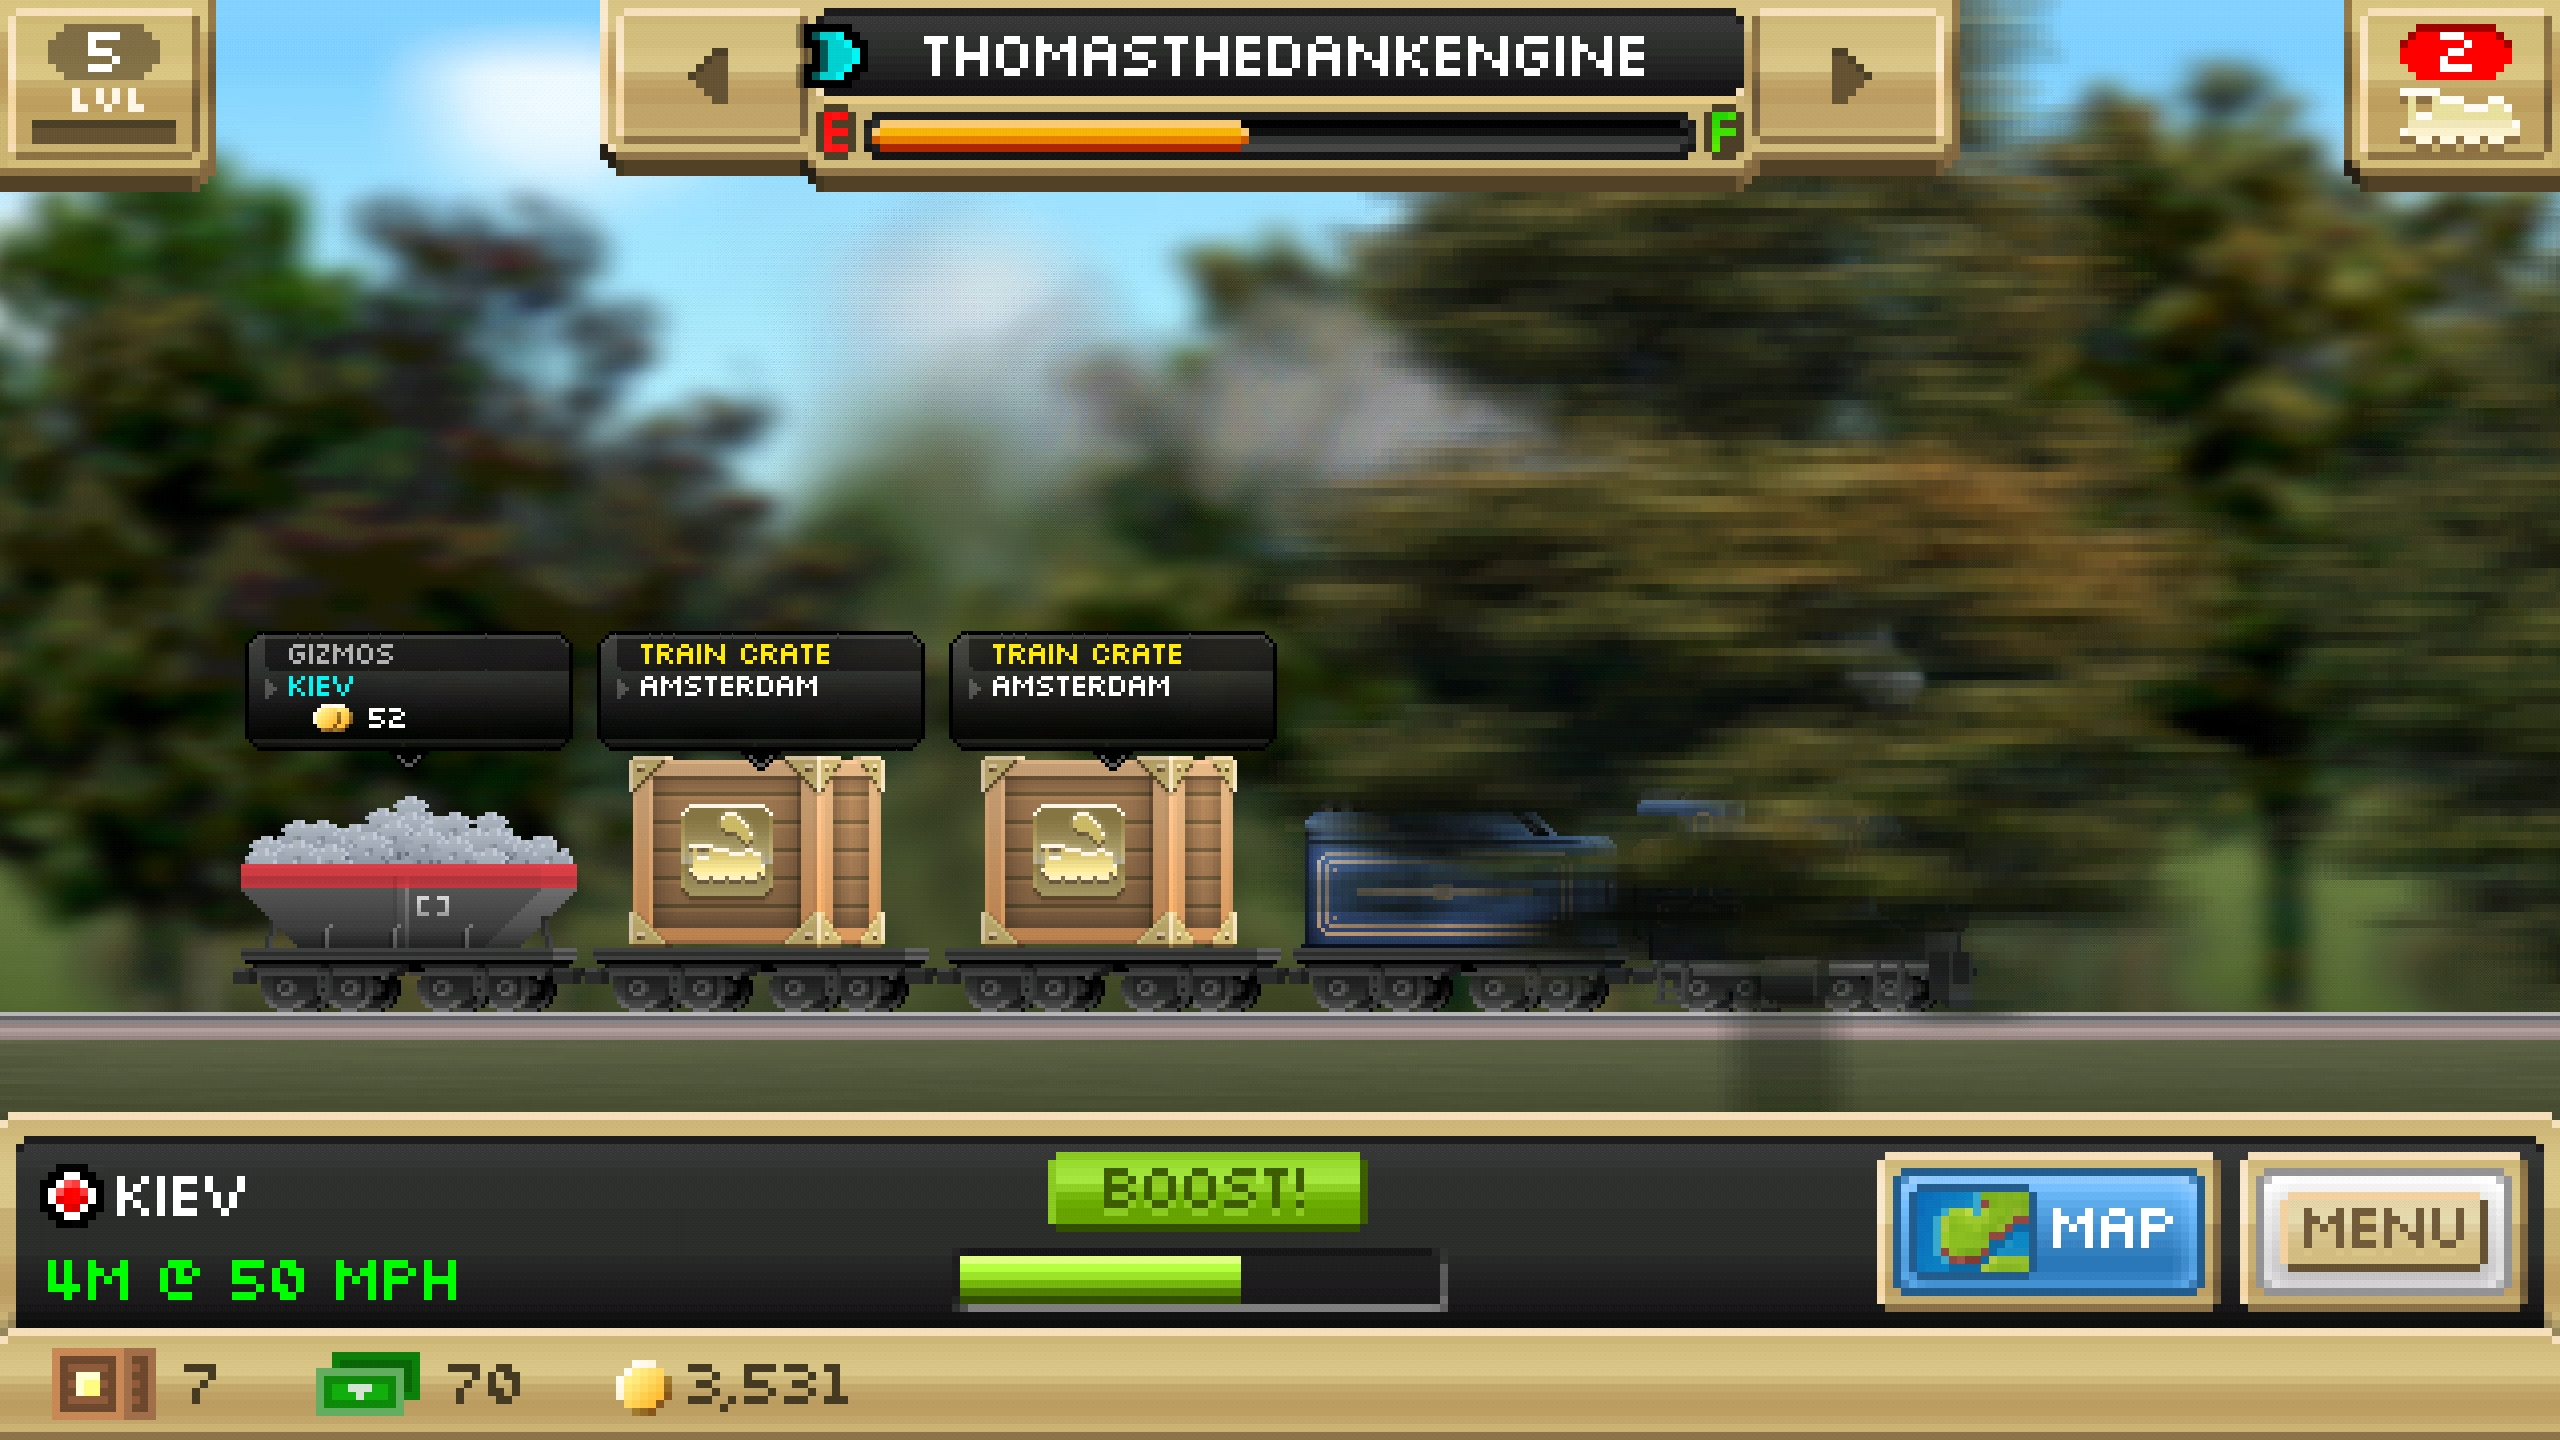 5
LVL
THOMASTHEDANKENGINE
E
F
2
GIZMOS
KIEV
52
TRAIN CRATE
AMSTERDAM
TRAIN CRATE
AMSTERDAM
KIEV
4M @ 50 MPH
BOOST!
MAP
MENU
7
70
3,531